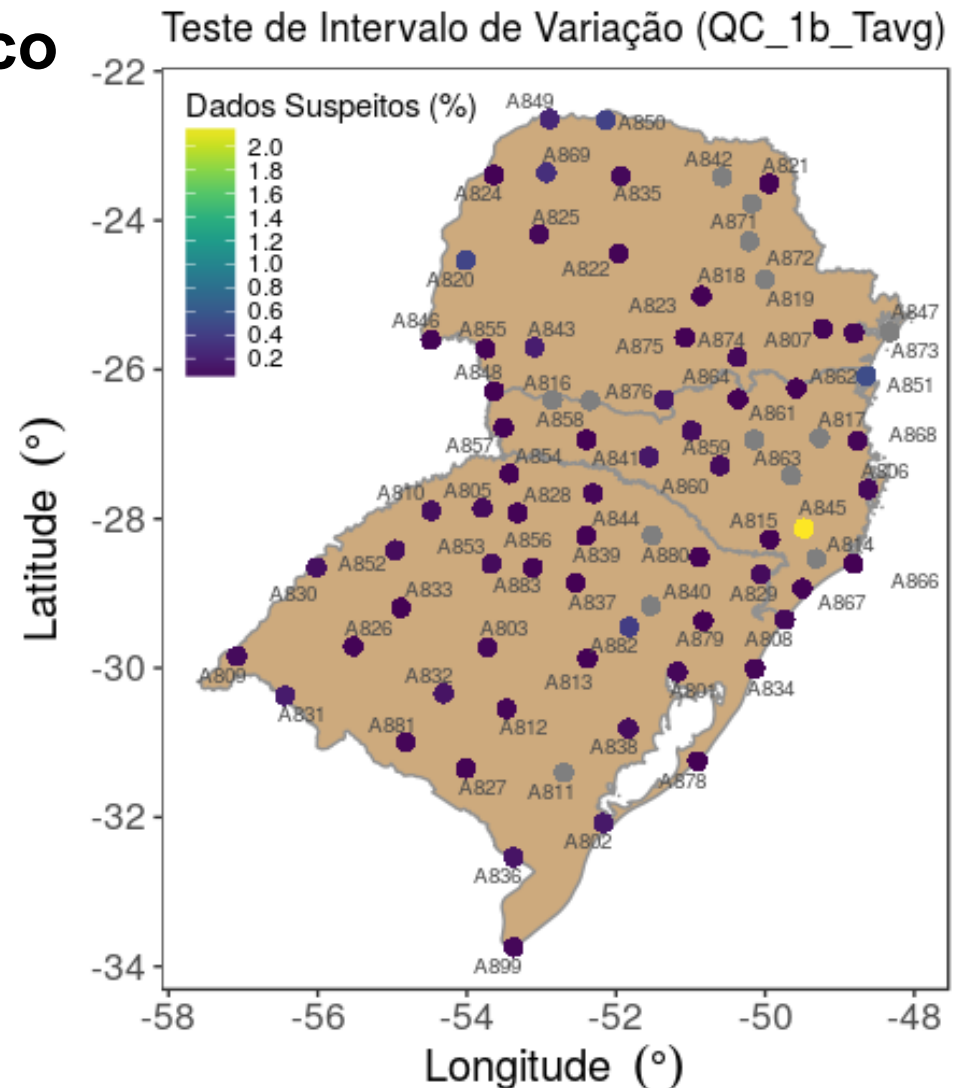 co
Teste de Intervalo de Variação (QC_1b_Tavg)
Dados Suspeitos (%)
2.0
1.8
1.6
1.4
1.2
1.0
0.8
0.6
0.4
0.2
-22
-24
-26
-28
-30
-32
-34
Latitude (°)
A849
A850
A869
A842
A821
A824
A835
A871
A825
A822
A872
A820
A818
A823
A819
A846
A855
A843
A847
A875
A874
A807
A873
A848
A816
A876
A864
A862
A851
A858
A861
A817
A857
A854
A841
A859
A863
A868
A860
A806
A810
A805
A828
A845
A844
A815
A814
A853
A856
A839
A880
A852
A883
A866
A830
A833
A837
A840
A829
A867
A826
A803
A882
A879
A808
A809
A832
A813
A801
A834
A831
A881
A812
A838
A827
A811
A878
A802
A836
A899
-58
-56
-54
-52
-50
-48
Longitude (°)